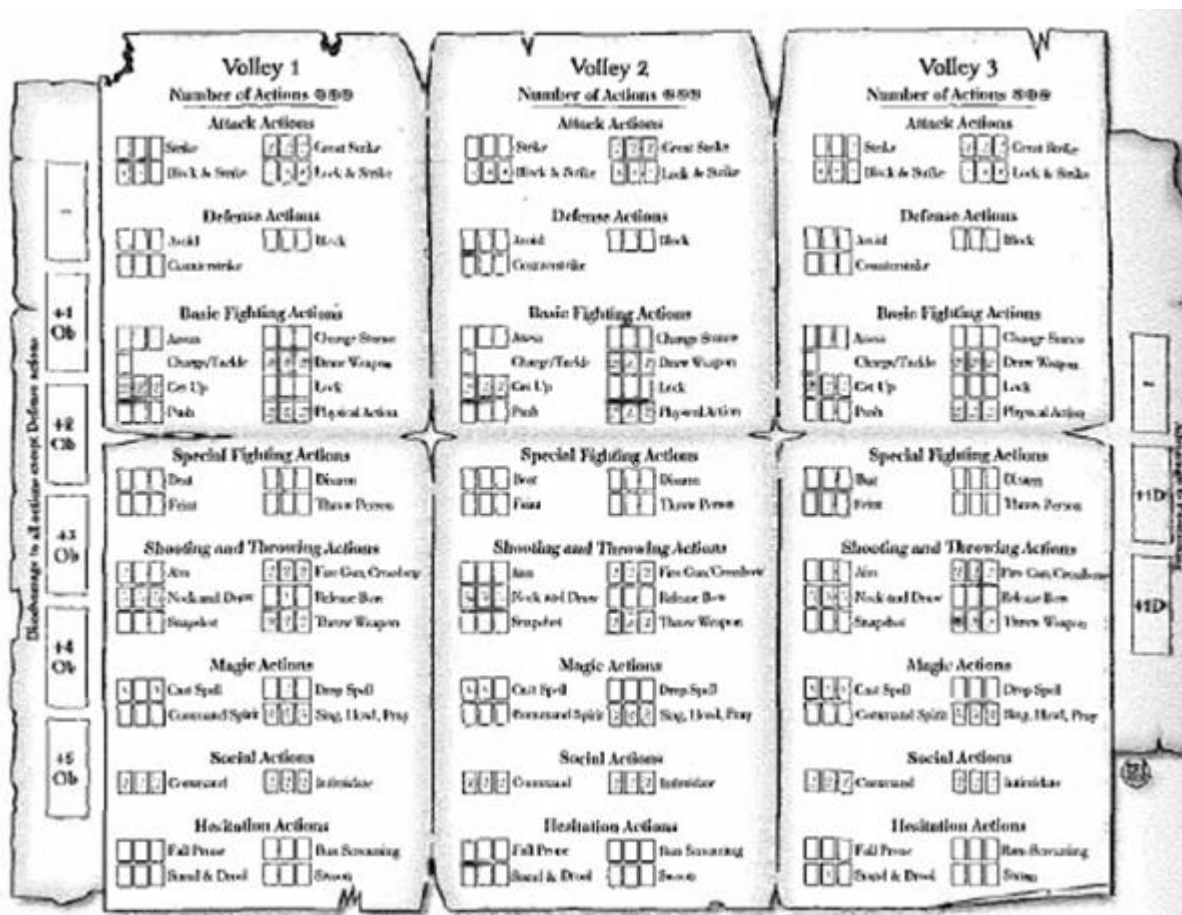 Volley 1
Number of Actions
Attack Actions
Strike Great Strike
Block & Strike Lock & Strike
Defense Actions
Avoid Block
Counterstrike
Basic Fighting Actions
Assess Change Stance
Charge/Tackle Draw Weapon
Get Up Lock
Push Physical Action
Special Fighting Actions
Beat Disarm
Feint Throw Person
Shooting and Throwing Actions
Aim Fire Gun/Crossbow
Nock and Draw Release Bow
Snapshot Throw Weapon
Magic Actions
Cast Spell Drop Spell
Command Spirit Sing, Howl, Pray
Social Actions
Command Intimidate
Hesitation Actions
Fall Prone Run Screaming
Stand & Drool Swoon
Volley 2
Number of Actions
Attack Actions
Strike Great Strike
Block & Strike Lock & Strike
Defense Actions
Avoid Block
Counterstrike
Basic Fighting Actions
Assess Change Stance
Charge/Tackle Draw Weapon
Get Up Lock
Push Physical Action
Special Fighting Actions
Beat Disarm
Feint Throw Person
Shooting and Throwing Actions
Aim Fire Gun/Crossbow
Nock and Draw Release Bow
Snapshot Throw Weapon
Magic Actions
Cast Spell Drop Spell
Command Spirit Sing, Howl, Pray
Social Actions
Command Intimidate
Hesitation Actions
Fall Prone Run Screaming
Stand & Drool Swoon
Volley 3
Number of Actions
Attack Actions
Strike Great Strike
Block & Strike Lock & Strike
Defense Actions
Avoid Block
Counterstrike
Basic Fighting Actions
Assess Change Stance
Charge/Tackle Draw Weapon
Get Up Lock
Push Physical Action
Special Fighting Actions
Beat Disarm
Feint Throw Person
Shooting and Throwing Actions
Aim Fire Gun/Crossbow
Nock and Draw Release Bow
Snapshot Throw Weapon
Magic Actions
Cast Spell Drop Spell
Command Spirit Sing, Howl, Pray
Social Actions
Command Intimidate
Hesitation Actions
Fall Prone Run Screaming
Stand & Drool Swoon
Disadvantage to all actions except Defense actions
+1 Ob
+2 Ob
+3 Ob
+4 Ob
+5 Ob
+1D